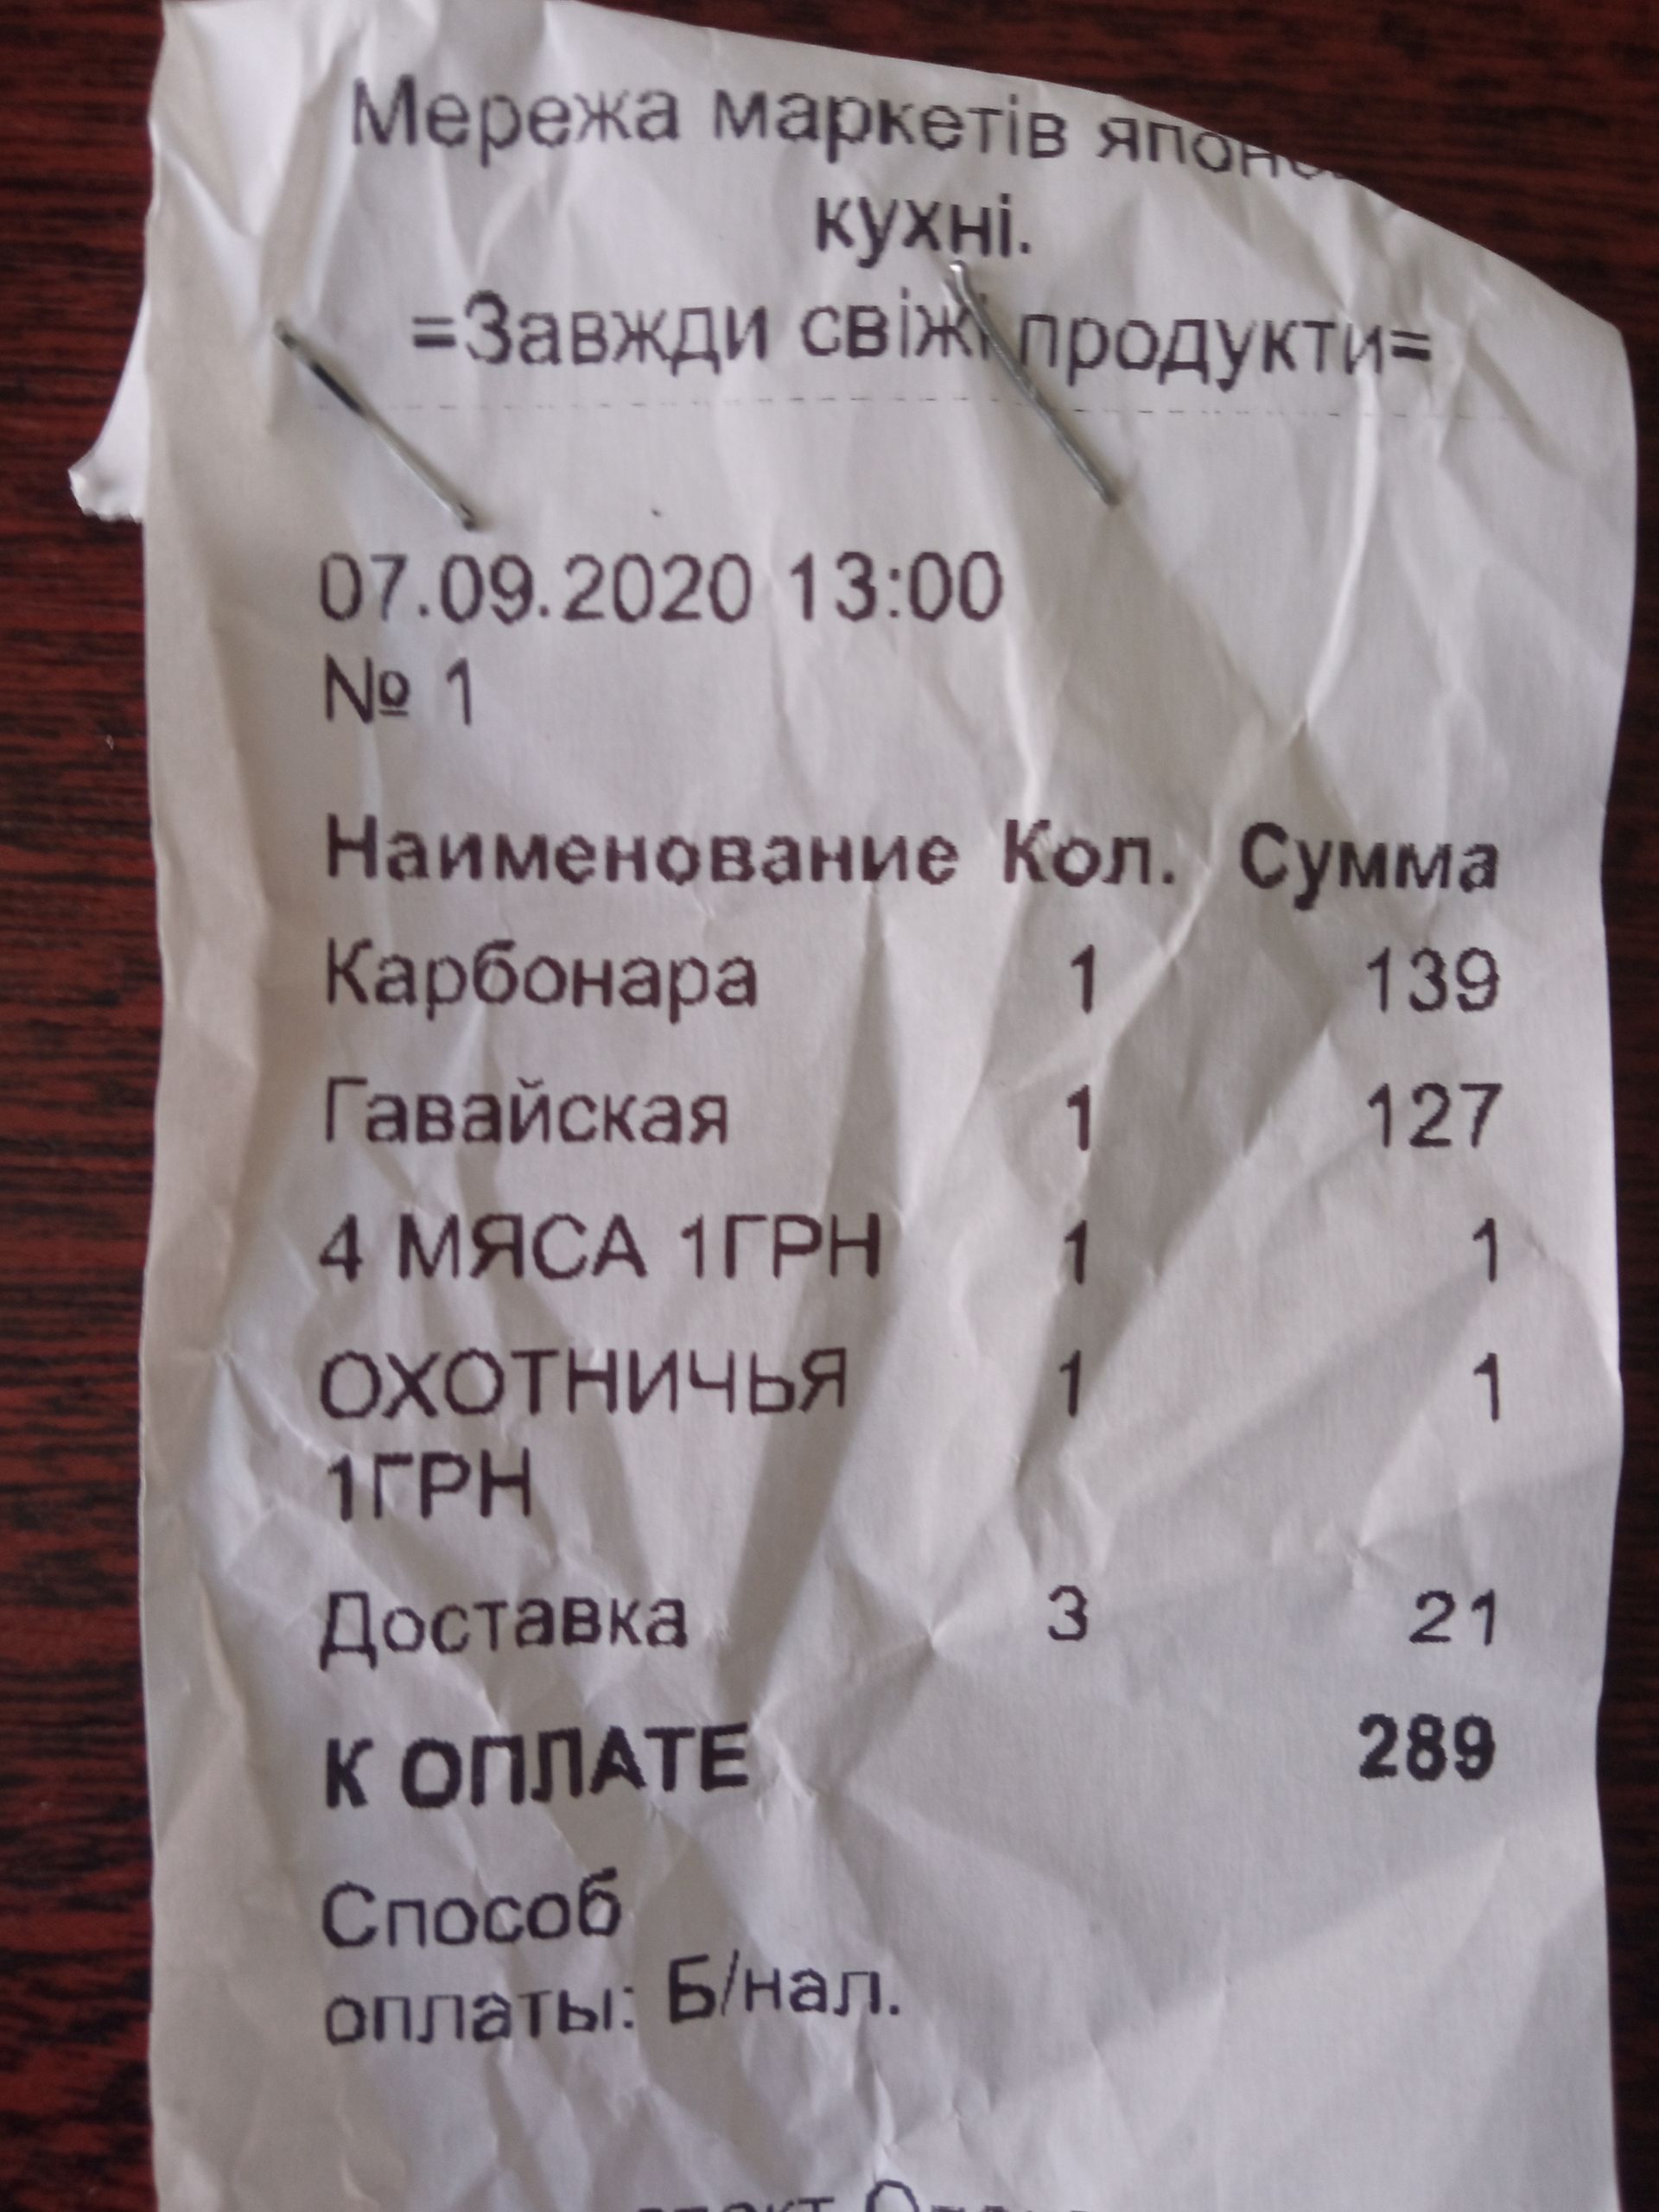 Мережа маркетів
кухні.
=Завжди свіжі продукти=
07.09.2020 13:00
№ 1
Наименование Кол. Сумма
Карбонара 1 139
Гавайская 1 127
4 МЯСА 1ГРН 1 1
ОХОТНИЧЬЯ 1 1
1ГРН
Доставка 3 21
К ОПЛАТЕ 289
Способ
оплаты: Б/нал.